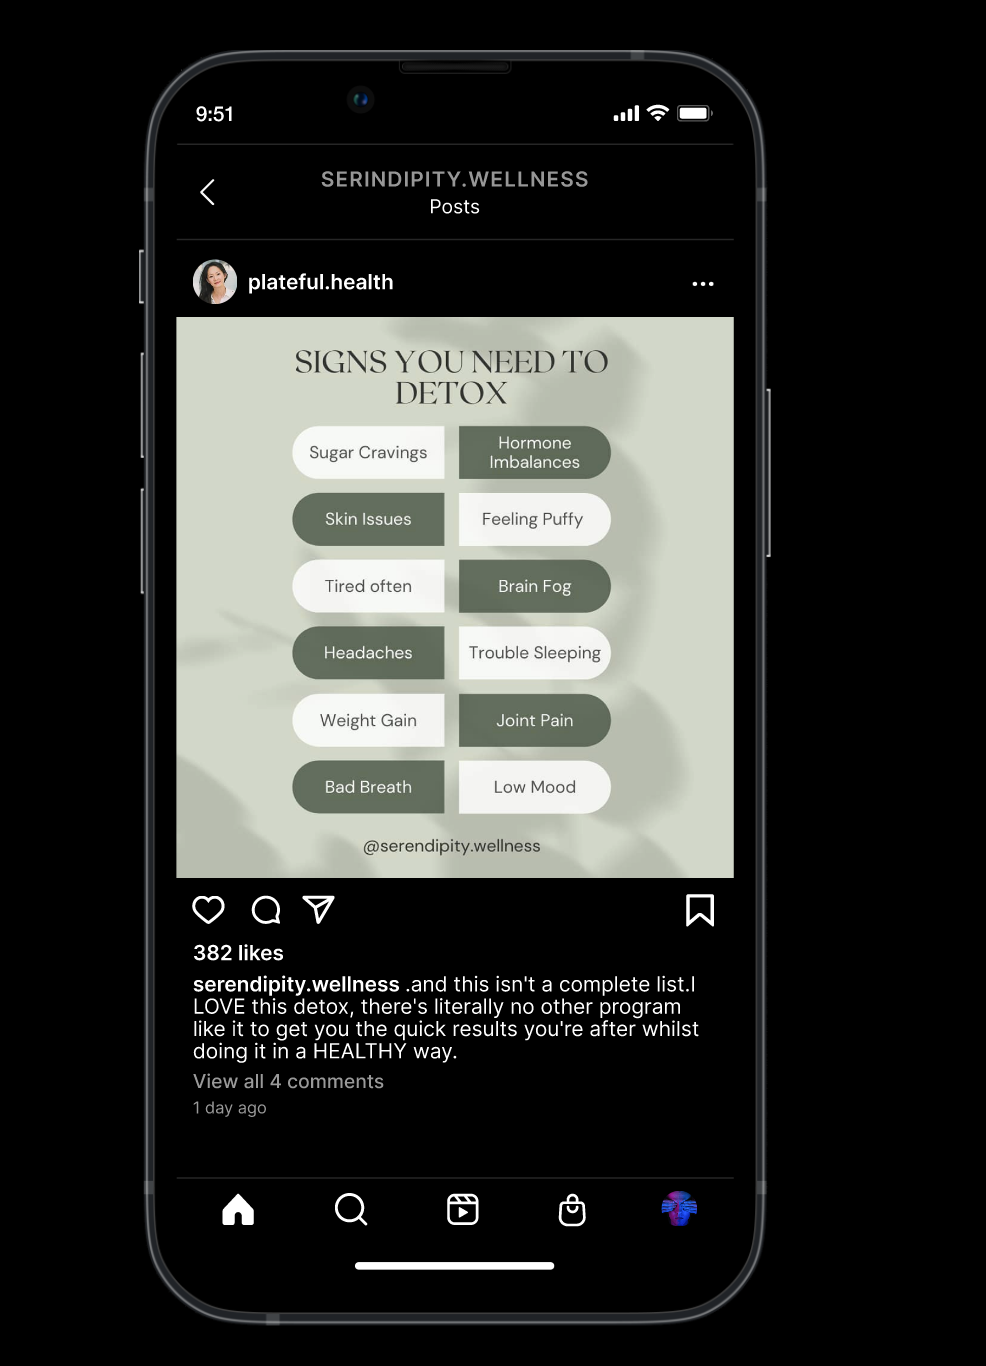 9:51
SERINDIPITY.WELLNESS
Posts
plateful.health
SIGNS YOU NEED TO
DETOX
Sugar Cravings
Hormone
Imbalances
Skin Issues
Feeling Puffy
Tired often
Brain Fog
Headaches
Trouble Sleeping
Weight Gain
Joint Pain
Bad Breath
Low Mood
@serendipity.wellness
382 likes
serendipity.wellness .and this isn't a complete list.I
LOVE this detox, there's literally no other program
like it to get you the quick results you're after whilst
doing it in a HEALTHY way.
View all 4 comments
1 day ago